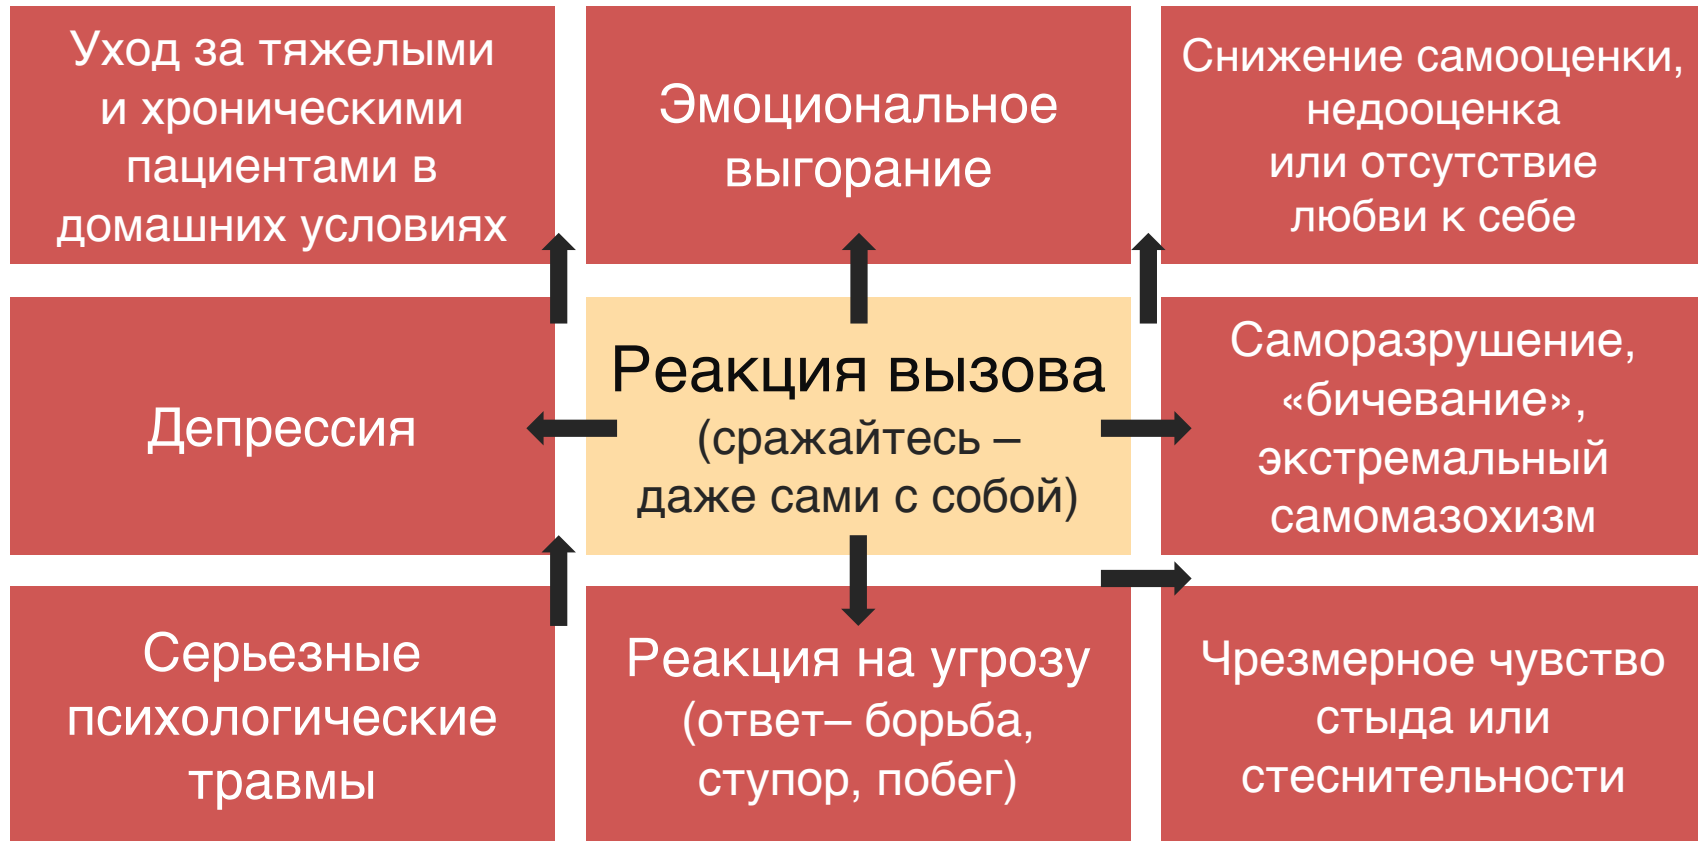 Уход за тяжелыми
и хроническими
пациентами в
домашних условиях
Эмоциональное
выгорание
Снижение самооценки,
недооценка
или отсутствие
любви к себе
Депрессия
Реакция вызова
(сражайтесь –
даже сами с собой)
Саморазрушение,
«бичевание»,
экстремальный
самомазохизм
Серьезные
психологические
травмы
Реакция на угрозу
(ответ– борьба,
ступор, побег)
Чрезмерное чувство
стыда или
стеснительности